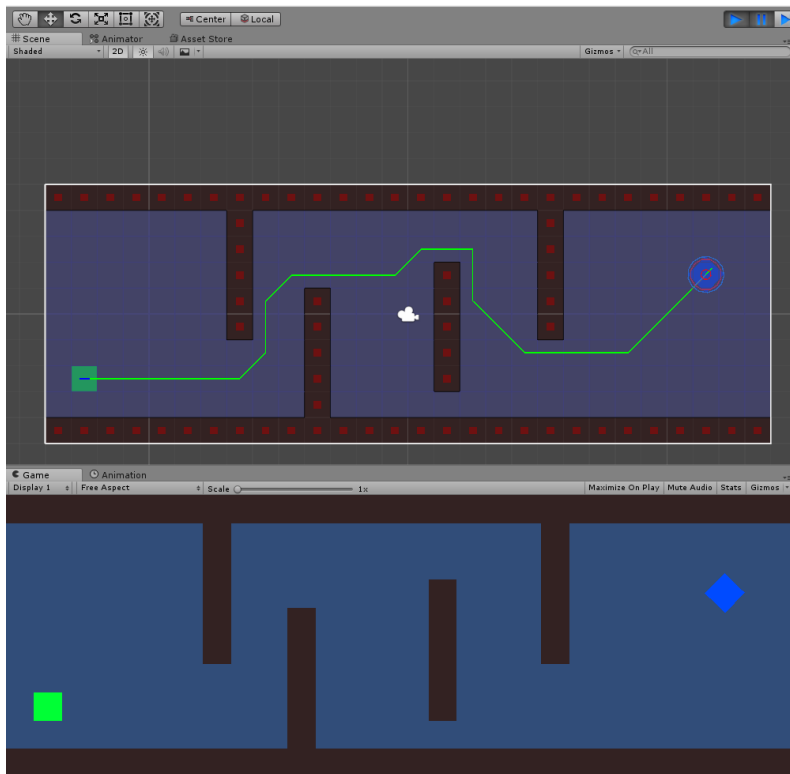 Center Local
Scene Animator Asset Store
Shaded 2D Gizmos All
Game Animation
Display 1 Free Aspect Scale 1x Maximize On Play Mute Audio Stats Gizmos